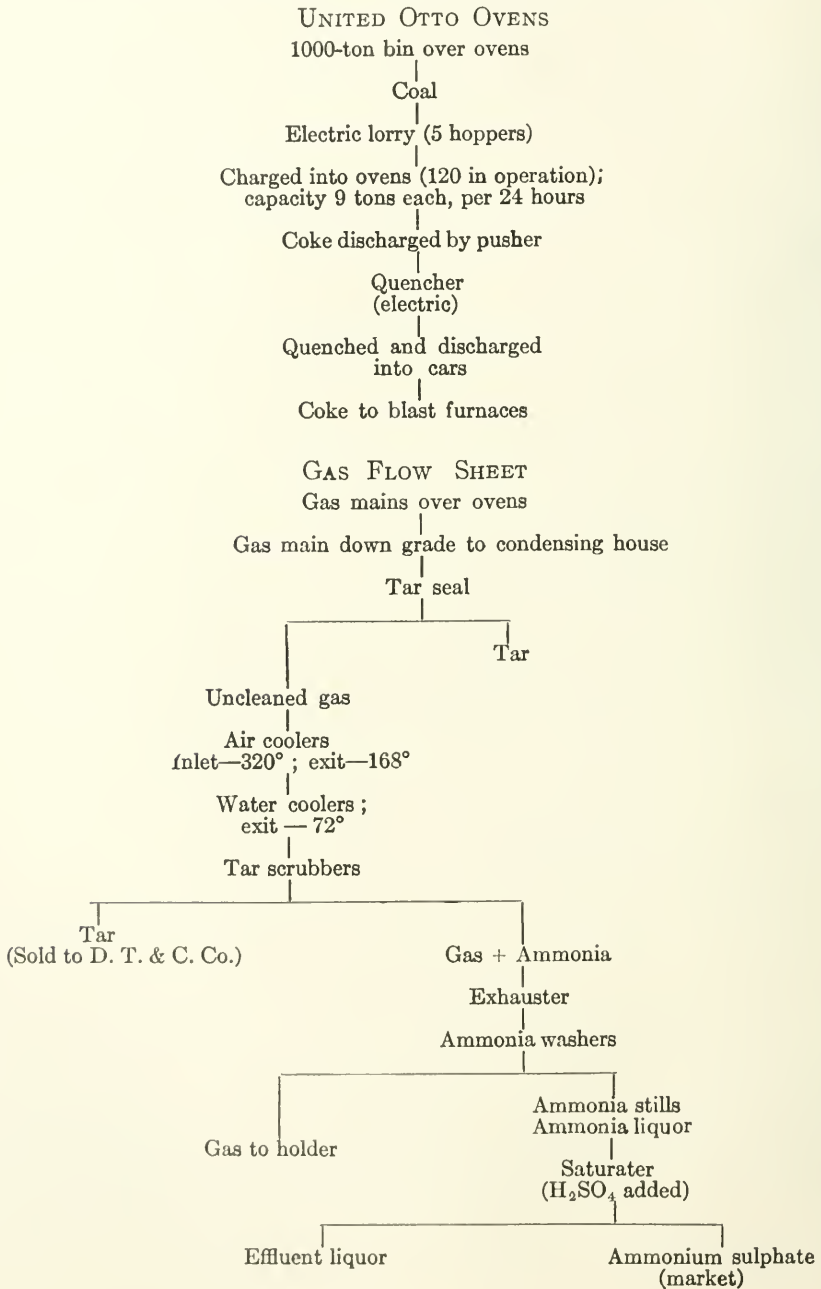 UNITED OTTO OVENS
1000-ton bin over ovens
Coal
Electric lorry (5 hoppers)
Charged into ovens (120 in operation);
capacity 9 tons each, per 24 hours
Coke discharged by pusher
Quencher
(electric)
Quenched and discharged
into cars
Coke to blast furnaces
GAS FLOW SHEET
Gas mains over ovens
Gas main down grade to condensing house
Tar seal
Tar
Uncleaned gas
Air coolers
Inlet—320° ; exit—168°
Water coolers ;
exit — 72°
Tar scrubbers
Tar
(Sold to D. T. & C. Co.)
Gas + Ammonia
Exhauster
Ammonia washers
Gas to holder
Ammonia stills
Ammonia liquor
Saturater
(H₂SO₄ added)
Effluent liquor
Ammonium sulphate
(market)